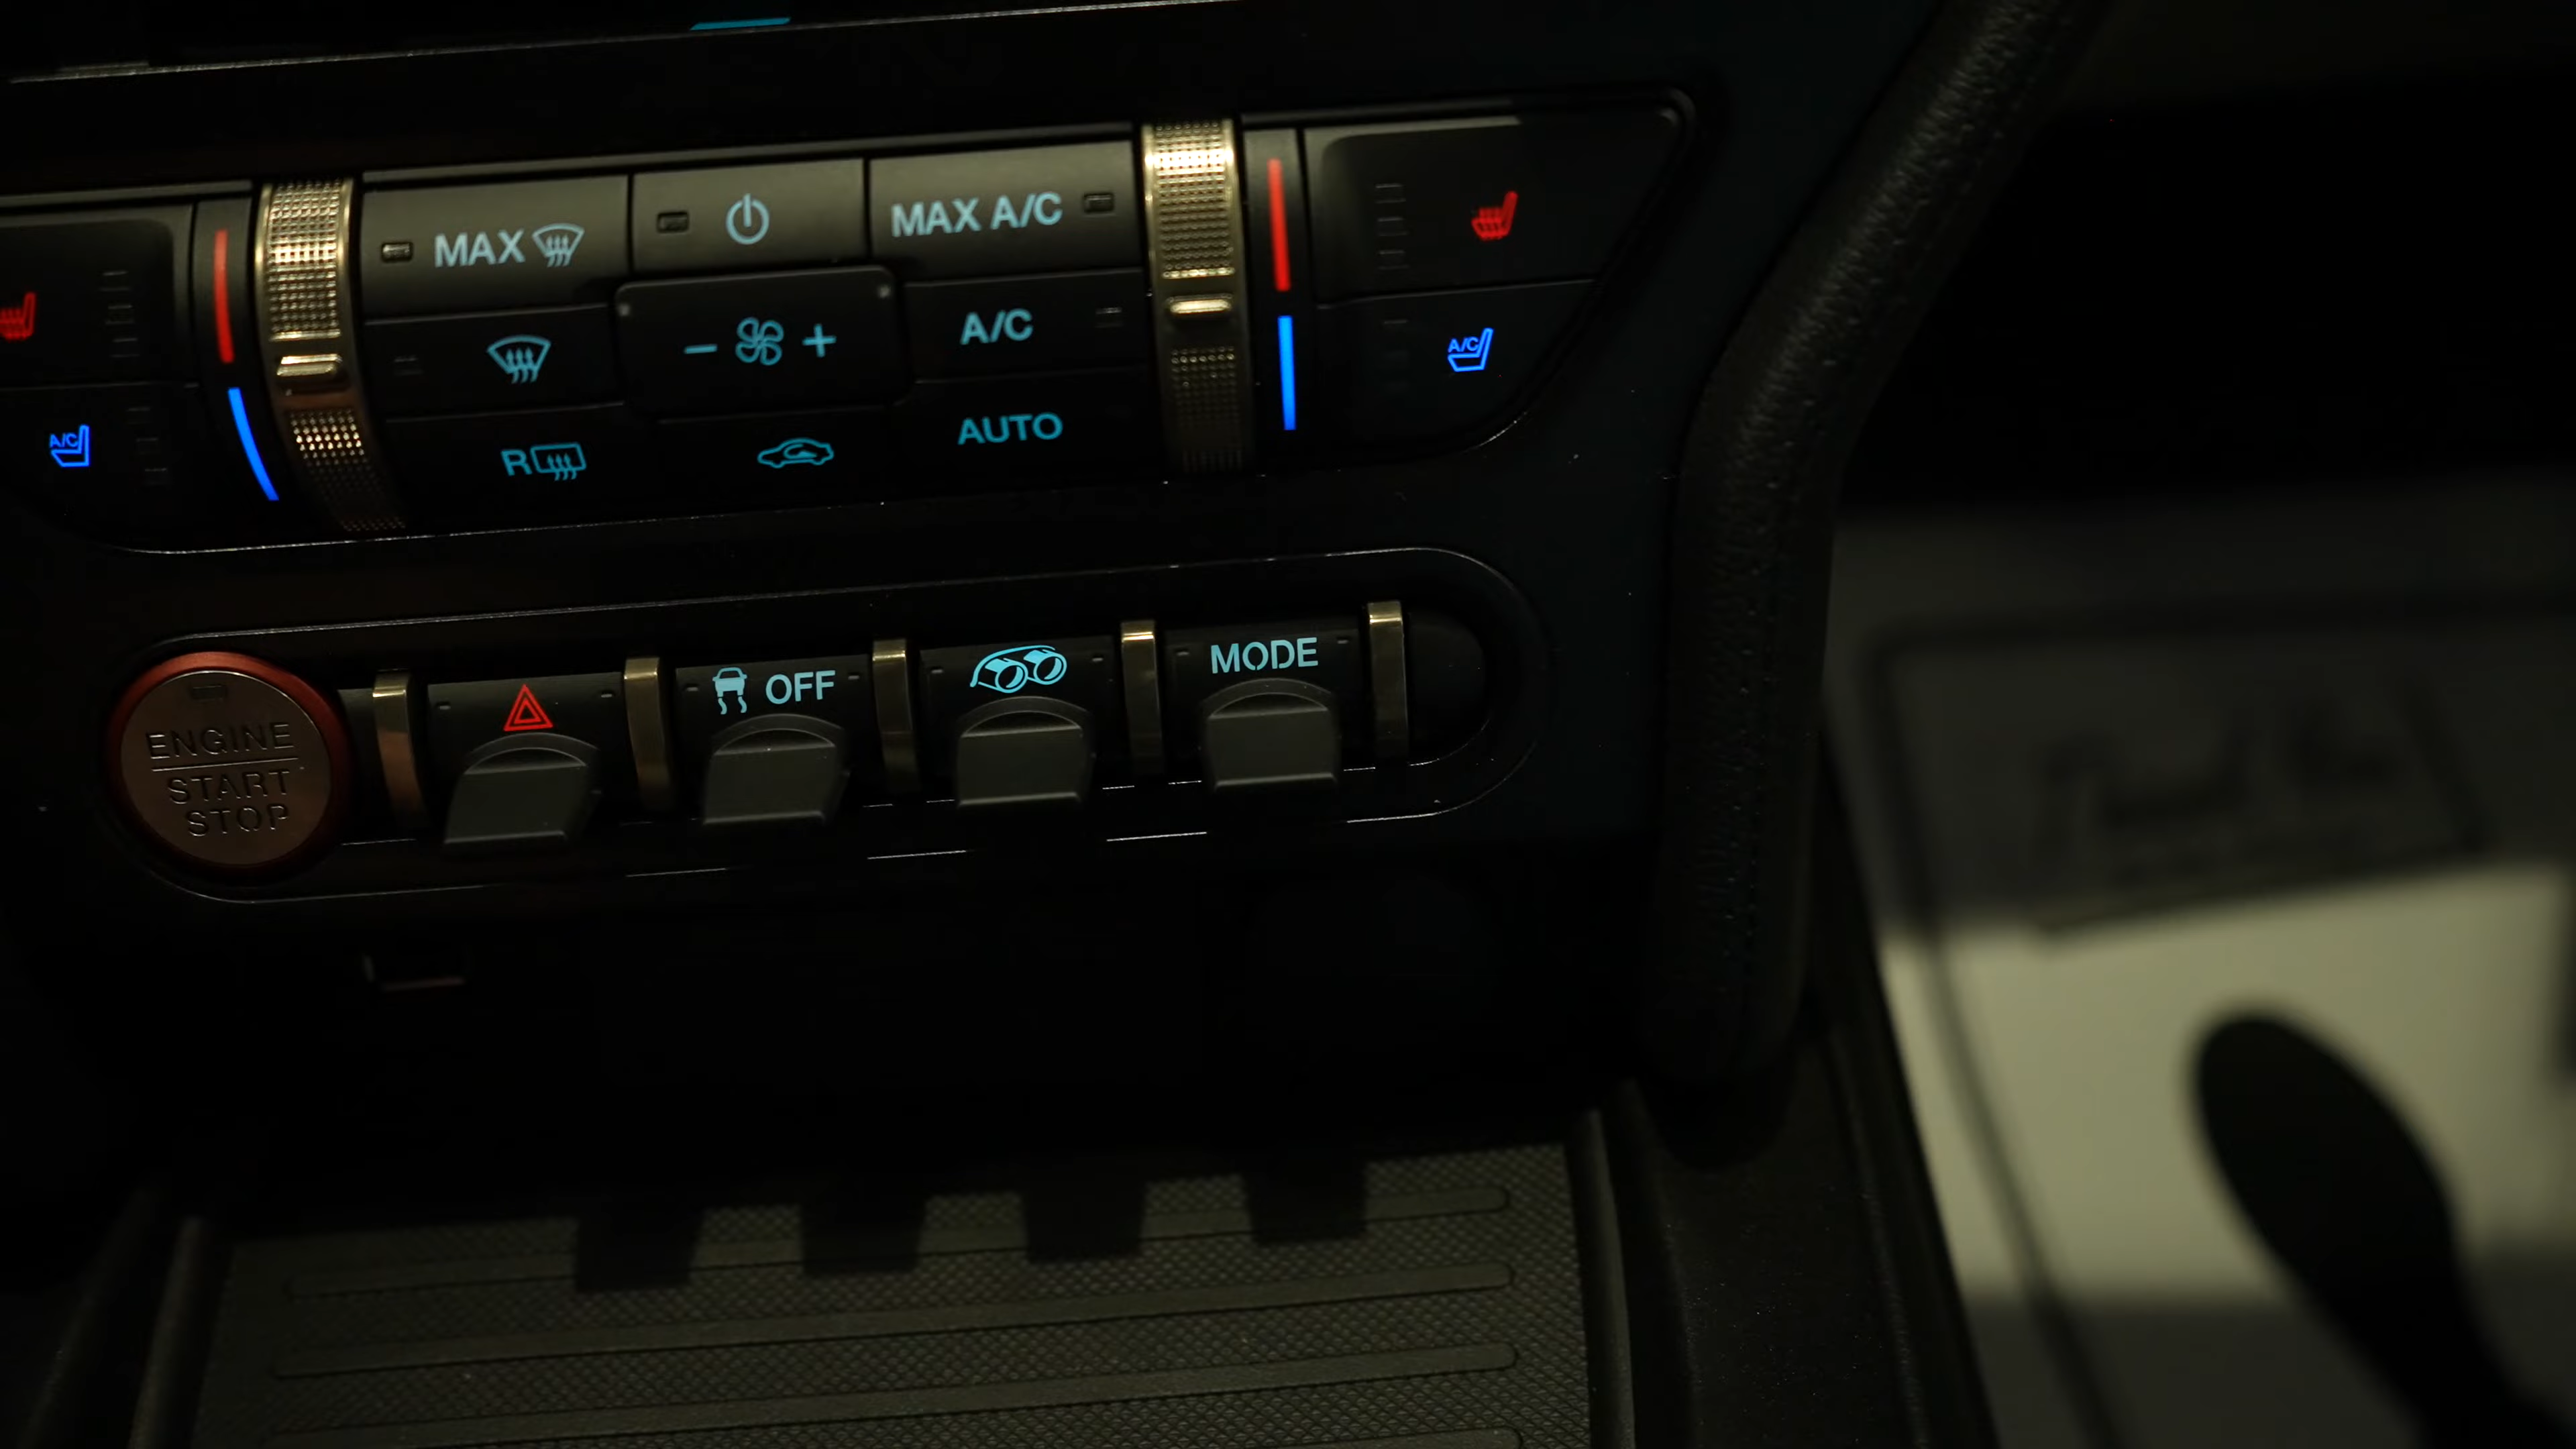 MAX
MAX A/C
A/C
A/C
A/C
R
AUTO
ENGINE
START
STOP
OFF
MODE